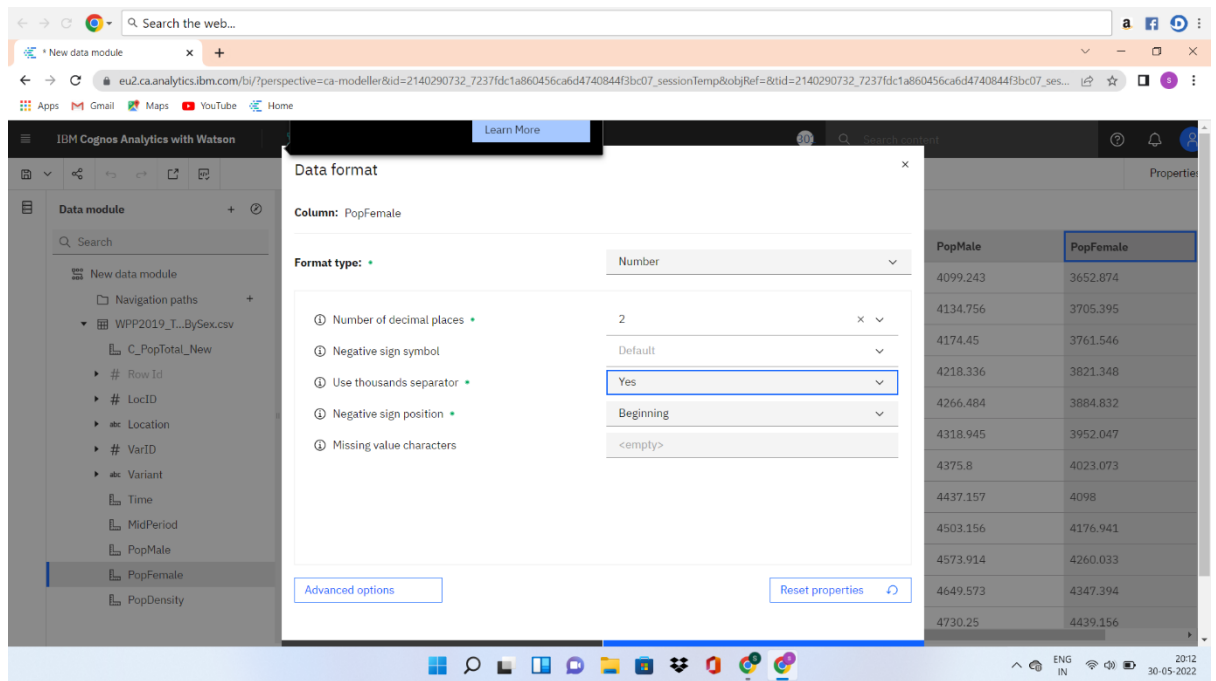 Search the web...
* New data module
eu2.ca.analytics.ibm.com/bi/?perspective=ca-modeller&id=2140290732_7237fdc1a860456ca6d4740844f3bc07_sessionTemp&objRef=&tid=2140290732_7237fdc1a860456ca6d4740844f3bc07_ses...
Apps Gmail Maps YouTube Home
IBM Cognos Analytics with Watson
Learn More
Search content
Data format
Properties
Data module
Column: PopFemale
Search
PopMale PopFemale
Format type: Number
New data module
4099.243 3652.874
Navigation paths
4134.756 3705.395
Number of decimal places 2
WPP2019_T...BySex.csv
C_PopTotal_New
Negative sign symbol Default
4174.45 3761.546
# Row Id
Use thousands separator Yes
4218.336 3821.348
# LocID
4266.484 3884.832
abc Location
Negative sign position Beginning
4318.945 3952.047
# VarID
Missing value characters <empty>
abc Variant
4375.8 4023.073
Time
4437.157 4098
MidPeriod
4503.156 4176.941
PopMale
4573.914 4260.033
PopFemale
Advanced options Reset properties
4649.573 4347.394
PopDensity
4730.25 4439.156
ENG
IN
20:12
30-05-2022